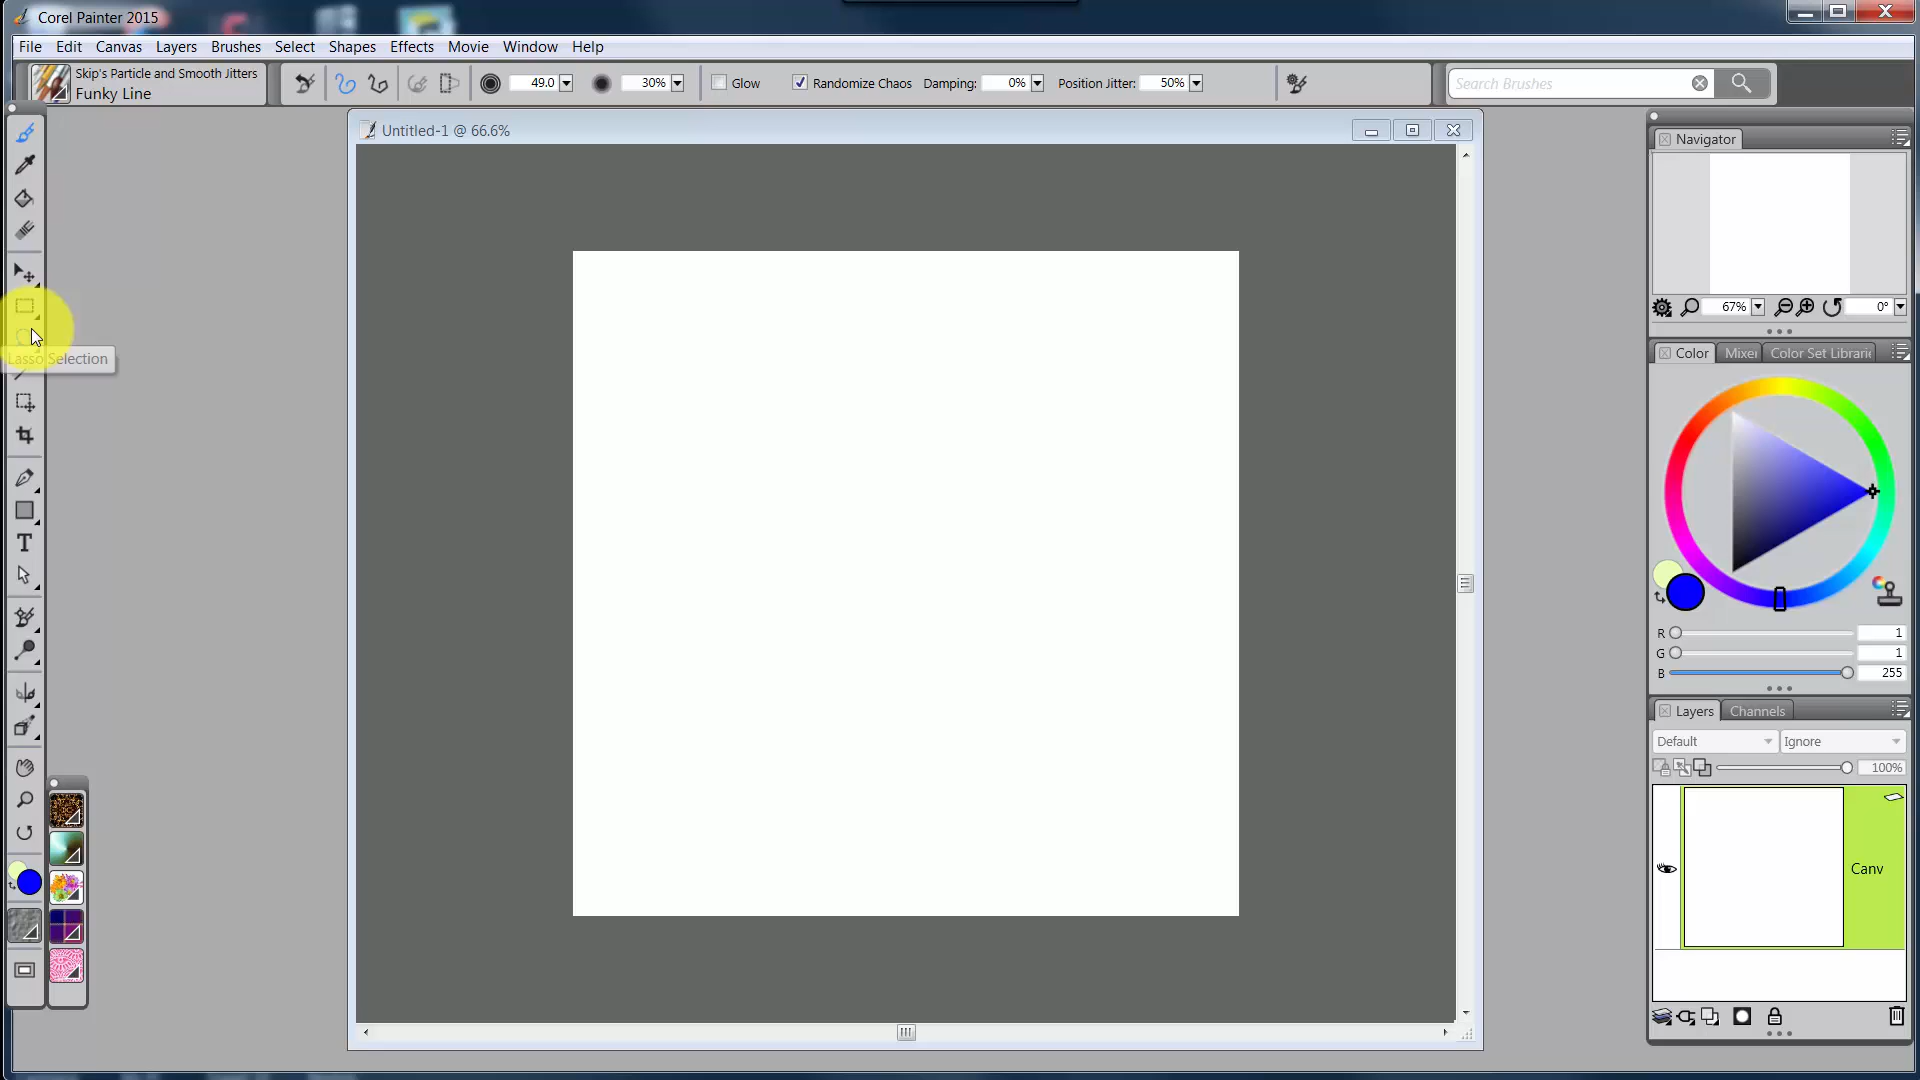 Corel Painter 2015
File Edit Canvas Layers Brushes Select Shapes Effects Movie Window Help
Skip's Particle and Smooth Jitters
Funky Line
49.0 30% Glow Randomize Chaos Damping: 0% Position Jitter: 50%
Search Brushes
Untitled-1 @ 66.6%
Navigator
67% 0°
Lasso Selection
Color Mixer Color Set Librari
T
R 1
G 1
B 255
Layers Channels
Default Ignore
100%
Canv